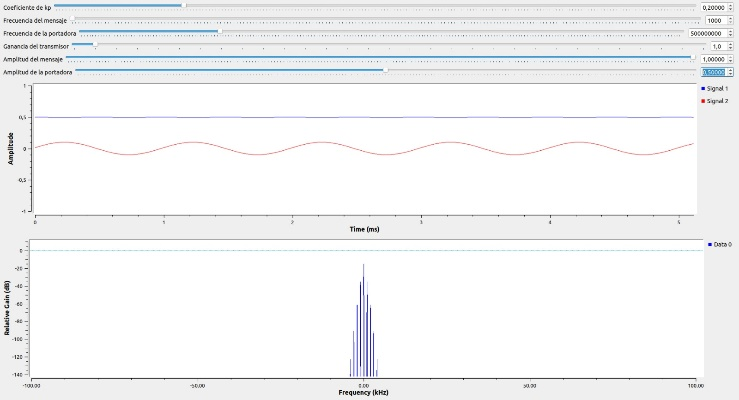 Coeficiente de kp 0,20000
Frecuencia del mensaje 1000
Frecuencia de la portadora 500000000
Ganancia del transmisor 1,0
Amplitud del mensaje 1,00000
Amplitud de la portadora 0,50000
1
0,5
0
-0,5
-1
Amplitude
Signal 1
Signal 2
0 1 2 3 4 5
Time (ms)
0
-20
-40
-60
-80
-100
-120
-140
Relative Gain (dB)
Data 0
-100.00 -50.00 0.00 50.00 100.00
Frequency (kHz)